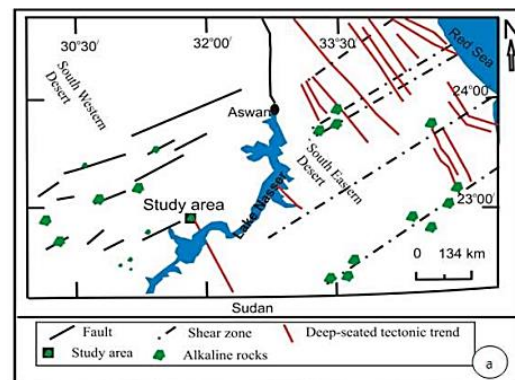 30°30′ 32°00′ 33°30′ N
Red Sea
South Western
Desert
24°00
Aswan
South Eastern
Desert
Lake Nasser
Study area
23°00
0 134 km
Sudan
Fault Shear zone Deep-seated tectonic trend
Study area Alkaline rocks
a